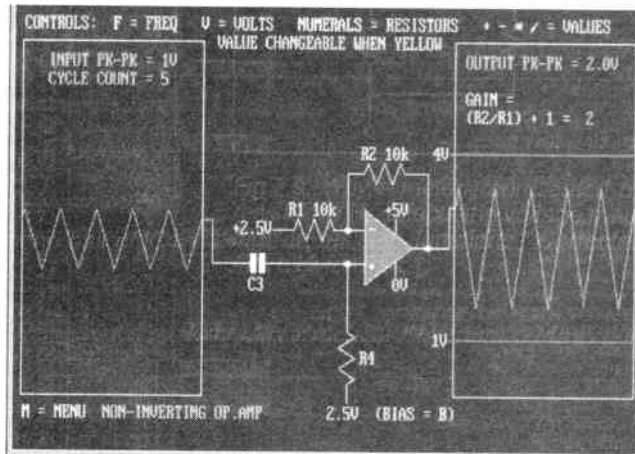 CONTROLS: F = FREQ V = VOLTS NUMERALS = RESISTORS + - * / = VALUES
VALUE CHANGEABLE WHEN YELLOW
INPUT PK-PK = 1V
CYCLE COUNT = 5
OUTPUT PK-PK = 2.0V
GAIN =
(R2/R1) + 1 = 2
R2 10k
4V
R1 10k
+5V
+2.5V
-
+
C3
0V
1V
R4
M = MENU NON-INVERTING OP.AMP
2.5V (BIAS = B)